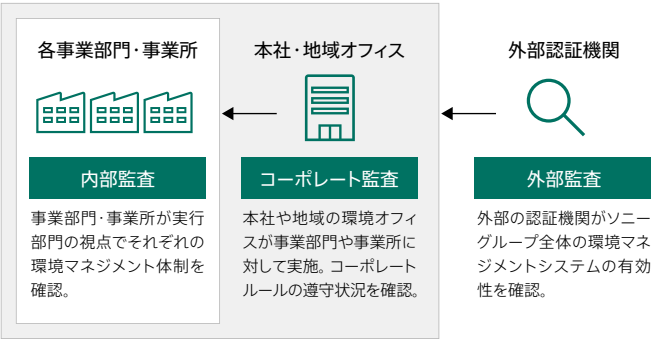 各事業部門・事業所
内部監査
事業部門・事業所が実行
部門の視点でそれぞれの
環境マネジメント体制を
確認。
本社・地域オフィス
コーポレート監査
本社や地域の環境オフィ
スが事業部門や事業所に
対して実施。コーポレート
ルールの遵守状況を確認。
外部認証機関
外部監査
外部の認証機関がソニー
グループ全体の環境マネ
ジメントシステムの有効
性を確認。